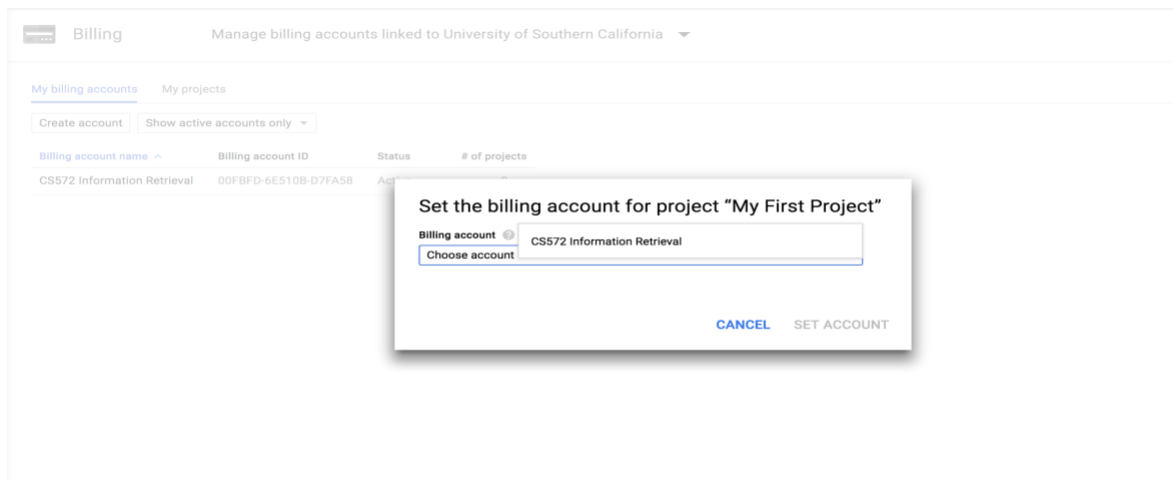 Billing
Manage billing accounts linked to University of Southern California
My billing accounts My projects
Create account Show active accounts only
Billing account name Billing account ID Status # of projects
CS572 Information Retrieval 00FBFD-6E510B-D7FA58
Set the billing account for project “My First Project”
Billing account
CS572 Information Retrieval
Choose account
CANCEL SET ACCOUNT